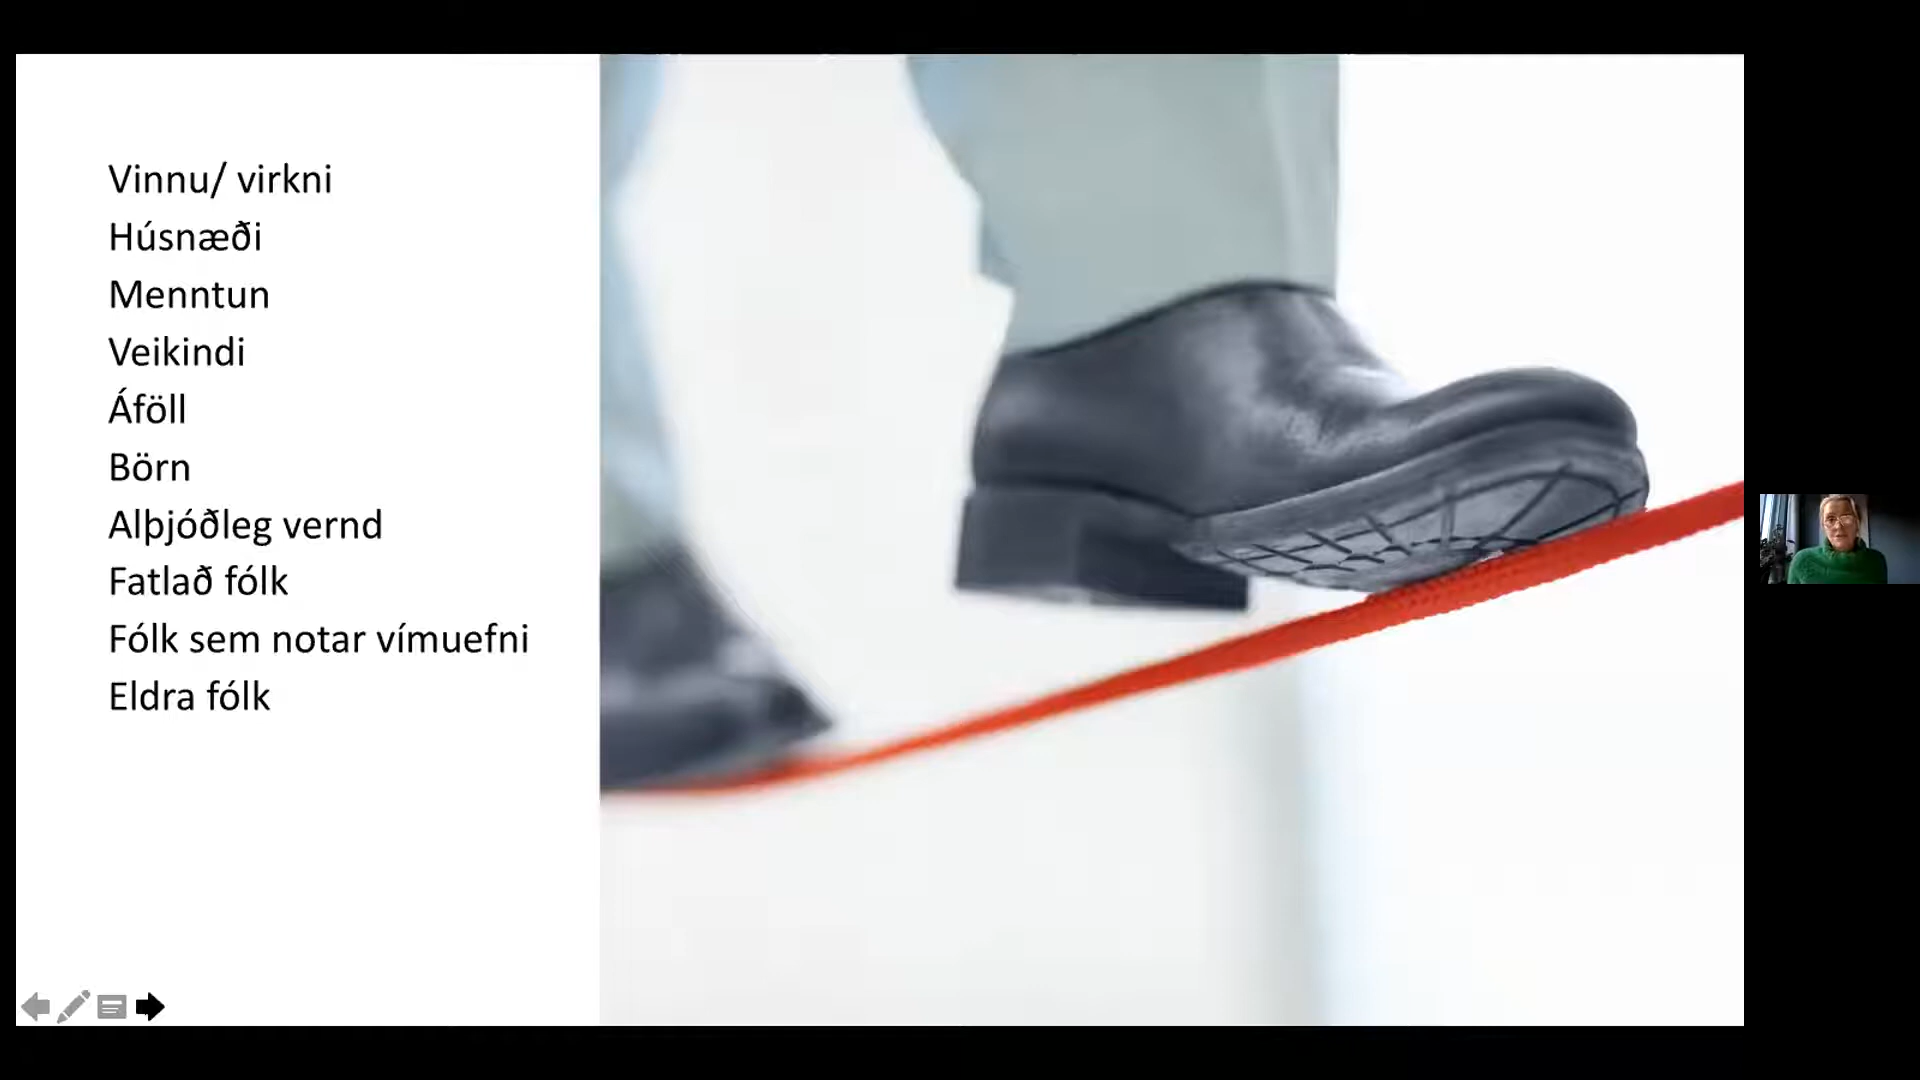 Vinnu/ virkni
Húsnæði
Menntun
Veikindi
Áföll
Börn
Alþjóðleg vernd
Fatlað fólk
Fólk sem notar vímuefni
Eldra fólk